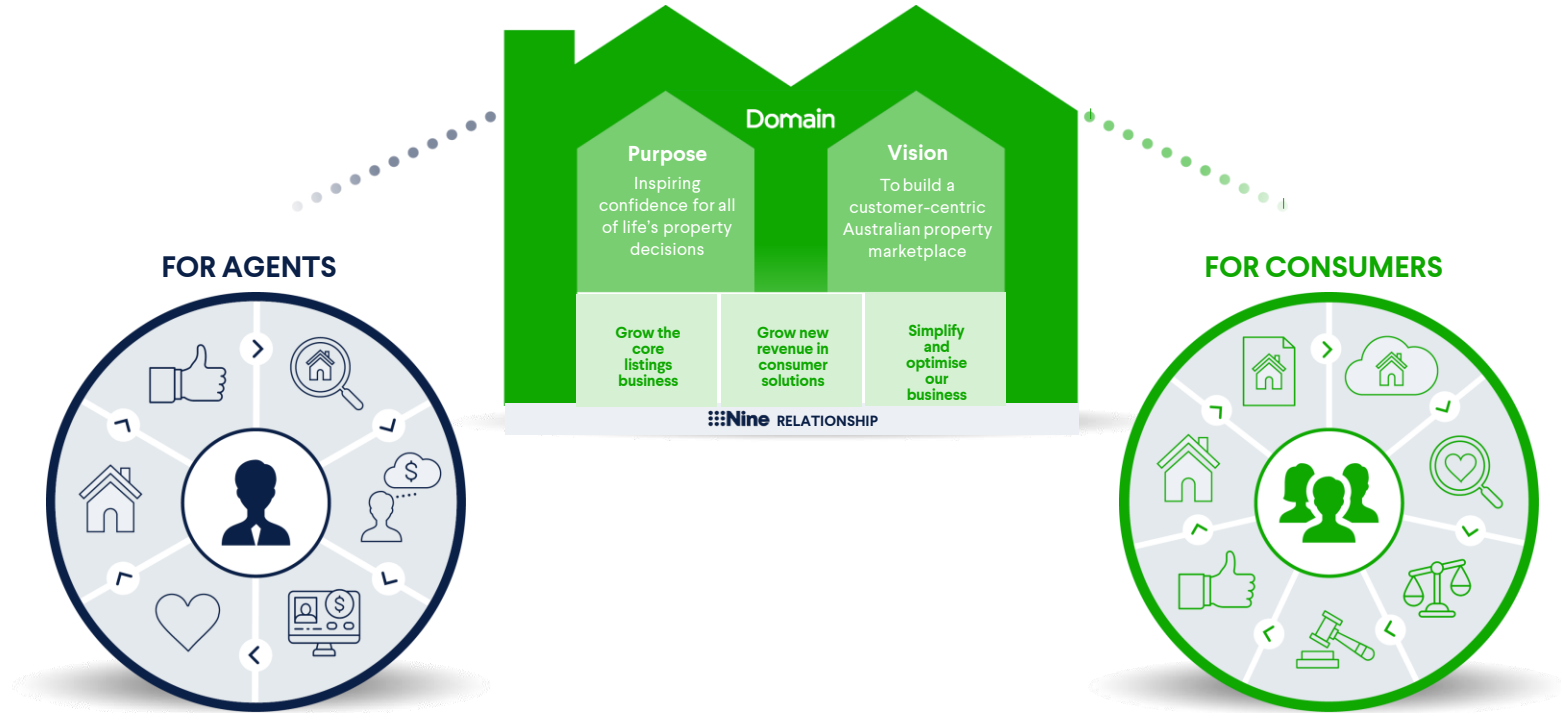 Domain
Purpose
Inspiring
confidence for all
of life's property
decisions
Vision
To build a
customer-centric
Australian property
marketplace
FOR AGENTS
FOR CONSUMERS
Grow the
core
listings
business
Grow new
revenue in
consumer
solutions
Simplify
and
optimise
our
business
Nine RELATIONSHIP
$
$